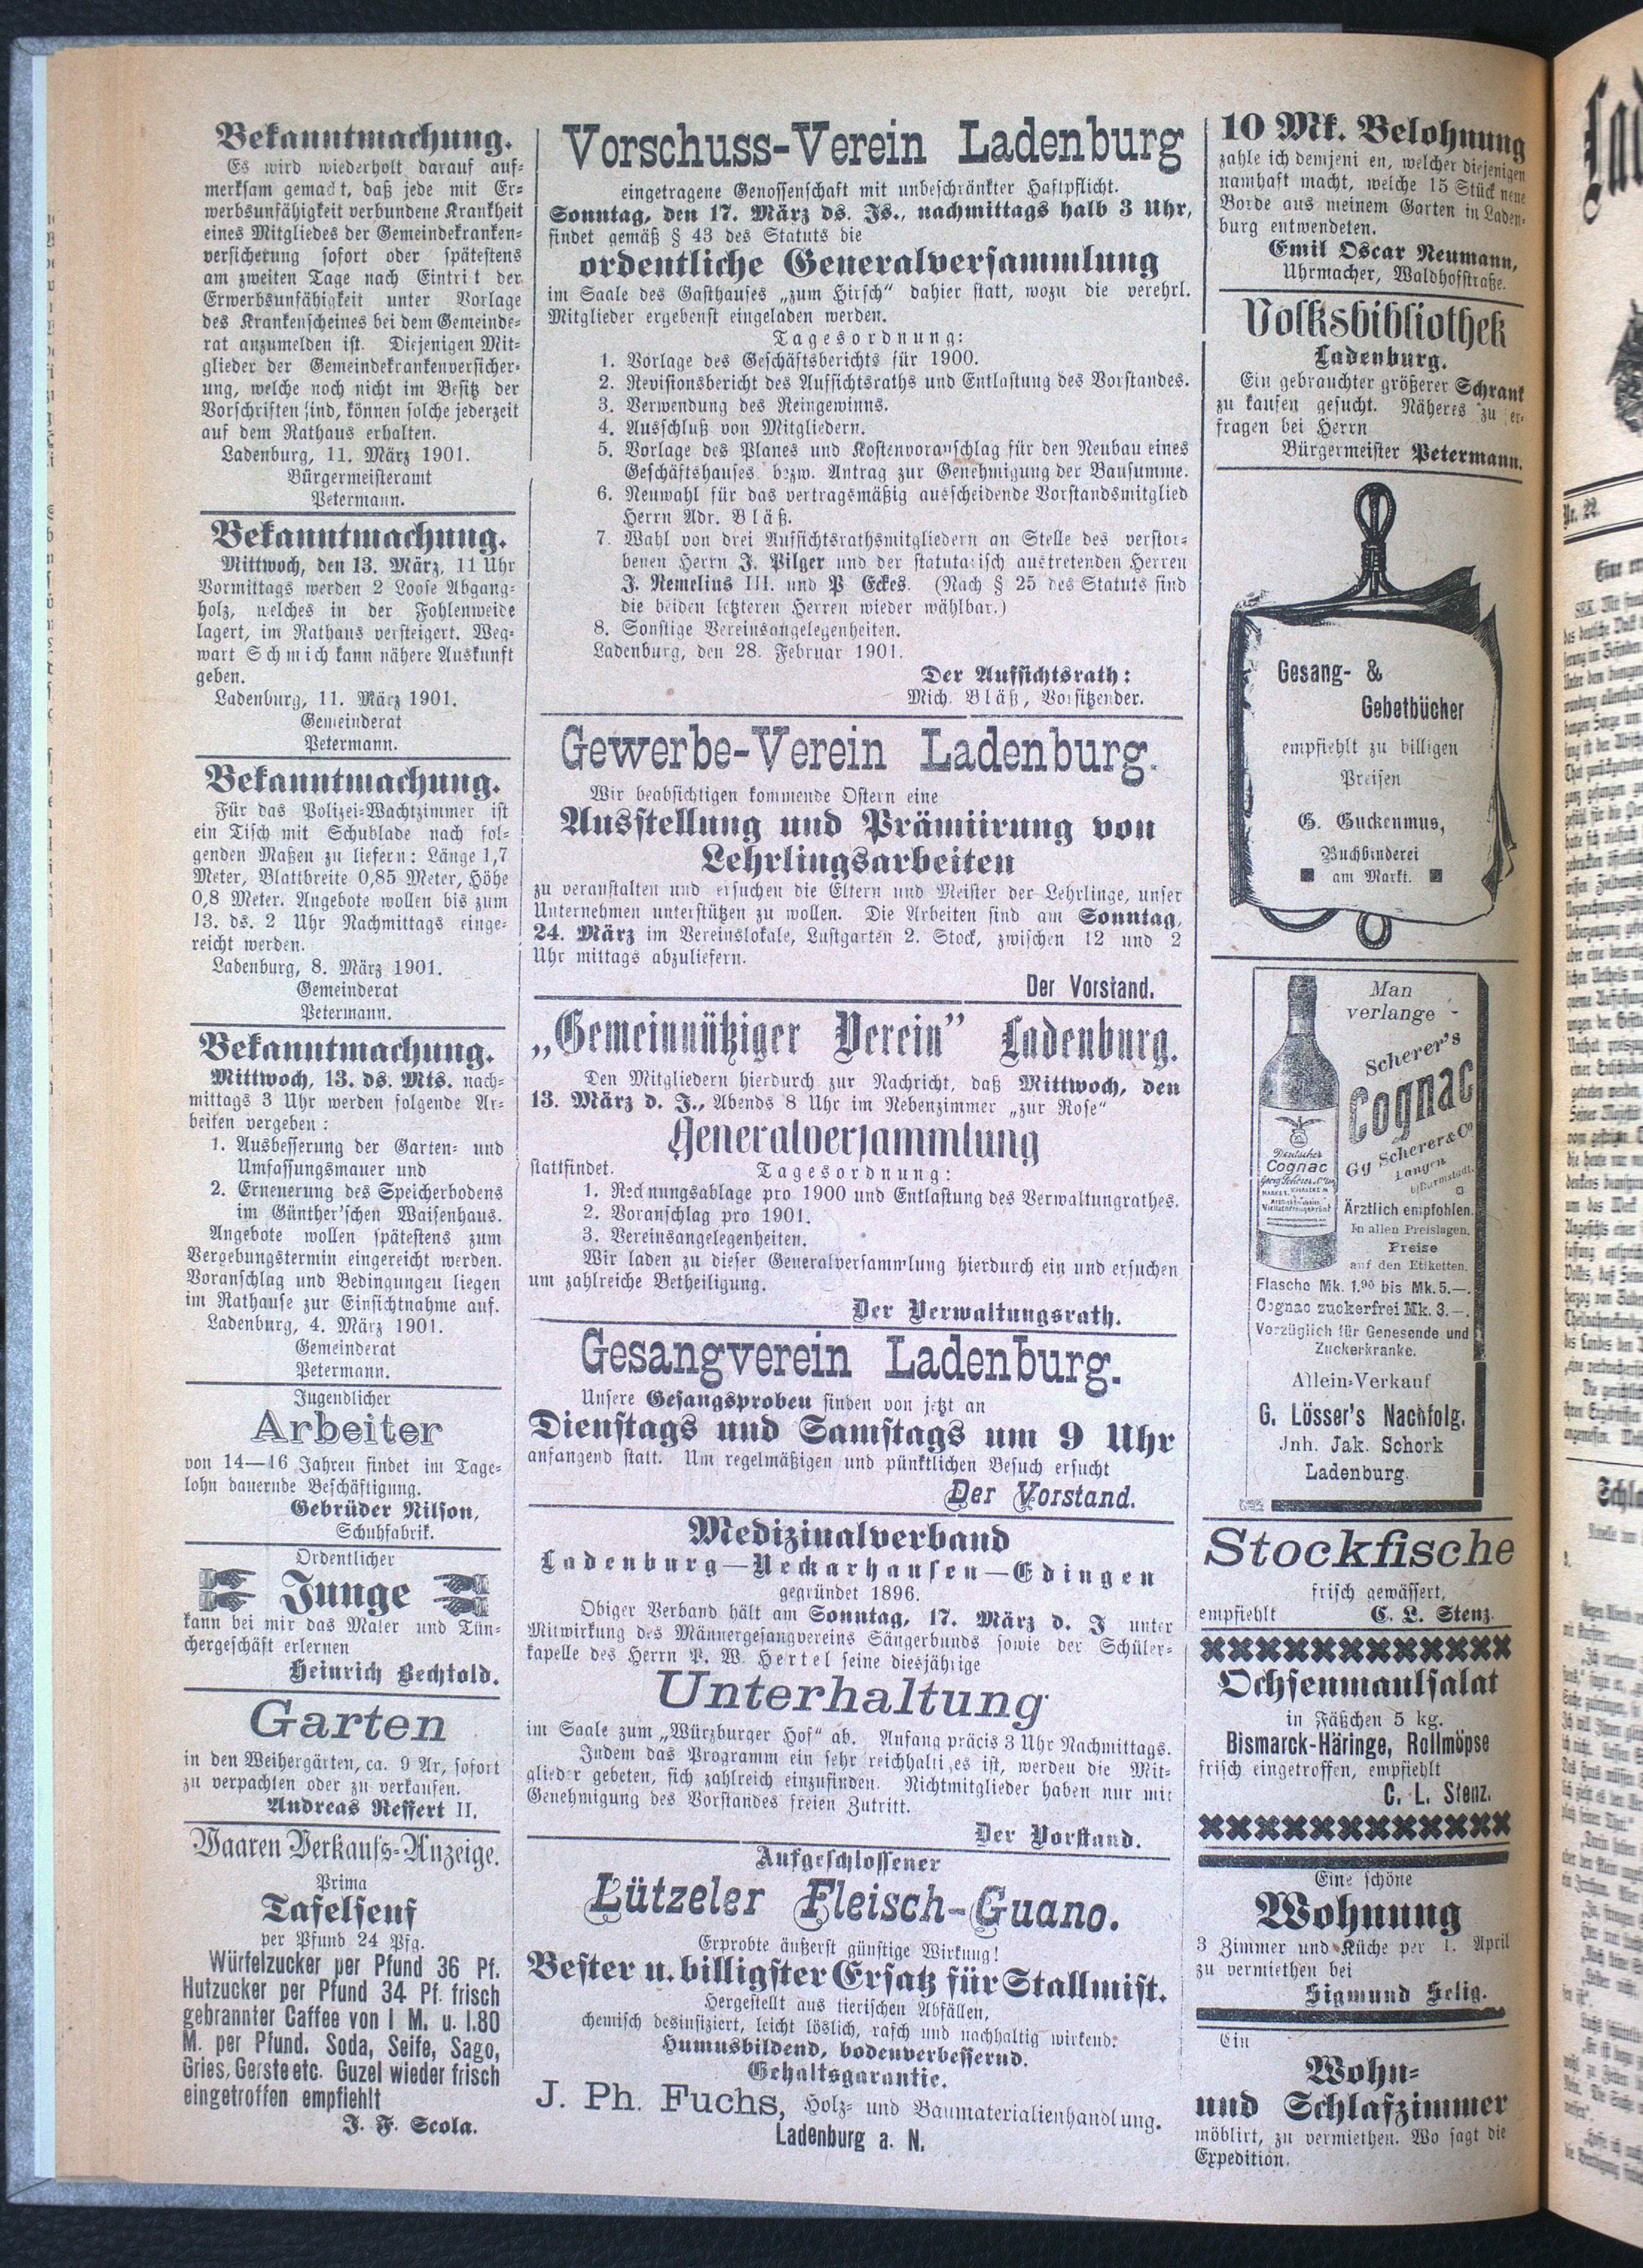 Bekanntmachung.
Es wird wiederholt darauf auf-
merksam gemacht, daß jede mit Er-
werbsunfähigkeit verbundene Krankheit
eines Mitgliedes der Gemeindekranken-
versicherung sofort oder spätestens
am zweiten Tage nach Eintritt der
Erwerbsunfähigkeit unter Vorlage
des Krankenscheines bei dem Gemeinde-
rat anzumelden ist. Diejenigen Mit-
glieder der Gemeindekrankenversicher-
ung, welche noch nicht im Besitz der
Vorschriften sind, können solche jederzeit
auf dem Rathaus erhalten.
Ladenburg, 11. März 1901.
Bürgermeisteramt
Petermann.
Bekanntmachung.
Mittwoch, den 13. März, 11 Uhr
Vormittags werden 2 Loose Abgang-
holz, welches in der Fohlenweide
lagert, im Rathaus versteigert. Weg-
wart Schmich kann nähere Auskunft
geben.
Ladenburg, 11. März 1901.
Gemeinderat
Petermann.
Bekanntmachung.
Für das Polizei-Wachtzimmer ist
ein Tisch mit Schublade nach fol-
genden Maßen zu liefern: Länge 1,7
Meter, Blattbreite 0,85 Meter, Höhe
0,8 Meter. Angebote wollen bis zum
13. ds. 2 Uhr Nachmittags einge-
reicht werden.
Ladenburg, 8. März 1901.
Gemeinderat
Petermann.
Bekanntmachung.
Mittwoch, 13. ds. Mts. nach-
mittags 3 Uhr werden folgende Ar-
beiten vergeben:
1. Ausbesserung der Garten- und
Umfassungsmauer und
2. Erneuerung des Speicherbodens
im Günther'schen Waisenhaus.
Angebote wollen spätestens zum
Vergebungstermin eingereicht werden.
Voranschlag und Bedingungen liegen
im Rathause zur Einsichtnahme auf.
Ladenburg, 4. März 1901.
Gemeinderat
Petermann.
Jugendlicher
Arbeiter
von 14—16 Jahren findet im Tage-
lohn dauernde Beschäftigung.
Gebrüder Nilson,
Schuhfabrik.
Ordentlicher
Junge
kann bei mir das Maler und Tün-
chergeschäft erlernen
Heinrich Bechtold.
Garten
in den Weihergärten, ca. 9 Ar, sofort
zu verpachten oder zu verkaufen.
Andreas Reffert II.
Waaren Verkaufs-Anzeige.
Prima
Tafelsenf
per Pfund 24 Pfg.
Würfelzucker per Pfund 36 Pf.
Hutzucker per Pfund 34 Pf. frisch
gebrannter Caffee von 1 M. u. 1.80
M. per Pfund. Soda, Seife, Sago,
Gries, Gerste etc. Guzel wieder frisch
eingetroffen empfiehlt
J. F. Scola.
Vorschuss-Verein Ladenburg
eingetragene Genossenschaft mit unbeschränkter Haftpflicht.
Sonntag, den 17. März ds. Js., nachmittags halb 3 Uhr,
findet gemäß § 43 des Statuts die
ordentliche Generalversammlung
im Saale des Gasthauses „zum Hirsch“ dahier statt, wozu die verehrl.
Mitglieder ergebenst eingeladen werden.
Tagesordnung:
1. Vorlage des Geschäftsberichts für 1900.
2. Revisionsbericht des Aufsichtsraths und Entlastung des Vorstandes.
3. Verwendung des Reingewinns.
4. Ausschluß von Mitgliedern.
5. Vorlage des Planes und Kostenvoranschlag für den Neubau eines
Geschäftshauses bezw. Antrag zur Genehmigung der Bausumme.
6. Neuwahl für das vertragsmäßig ausscheidende Vorstandsmitglied
Herrn Adr. Bläß.
7. Wahl von drei Aufsichtsrathsmitgliedern an Stelle des verstor-
benen Herrn J. Pilger und der statutarisch austretenden Herren
J. Remelius III. und P Eckes. (Nach § 25 des Statuts sind
die beiden letzteren Herren wieder wählbar.)
8. Sonstige Vereinsangelegenheiten.
Ladenburg, den 28. Februar 1901.
Der Aufsichtsrath:
Mich. Bläß, Vorsitzender.
Gewerbe-Verein Ladenburg.
Wir beabsichtigen kommende Ostern eine
Ausstellung und Prämiirung von
Lehrlingsarbeiten
zu veranstalten und ersuchen die Eltern und Meister der Lehrlinge, unser
Unternehmen unterstützen zu wollen. Die Arbeiten sind am Sonntag,
24. März im Vereinslokale, Lustgarten 2. Stock, zwischen 12 und 2
Uhr mittags abzuliefern.
Der Vorstand.
„Gemeinnütziger Verein” Ladenburg.
Den Mitgliedern hierdurch zur Nachricht, daß Mittwoch, den
13. März d. J., Abends 8 Uhr im Nebenzimmer „zur Rose“
Generalversammlung
stattfindet.
Tagesordnung:
1. Rechnungsablage pro 1900 und Entlastung des Verwaltungrathes.
2. Voranschlag pro 1901.
3. Vereinsangelegenheiten.
Wir laden zu dieser Generalversammlung hierdurch ein und ersuchen
um zahlreiche Betheiligung.
Der Verwaltungsrath.
Gesangverein Ladenburg.
Unsere Gesangsproben finden von jetzt an
Dienstags und Samstags um 9 Uhr
anfangend statt. Um regelmäßigen und pünktlichen Besuch ersucht
Der Vorstand.
Medizinalverband
Ladenburg—Neckarhausen—Edingen
gegründet 1896.
Obiger Verband hält am Sonntag, 17. März d. J unter
Mitwirkung des Männergesangvereins Sängerbunds sowie der Schüler-
kapelle des Herrn P. W. Hertel seine diesjährige
Unterhaltung
im Saale zum „Würzburger Hof“ ab. Anfang präcis 3 Uhr Nachmittags.
Indem das Programm ein sehr reichhaltiges ist, werden die Mit-
glieder gebeten, sich zahlreich einzufinden. Nichtmitglieder haben nur mit
Genehmigung des Vorstandes freien Zutritt.
Der Vorstand.
Aufgeschlossener
Lützeler Fleisch-Guano.
Erprobte äußerst günstige Wirkung!
Bester u. billigster Ersatz für Stallmist.
Hergestellt aus tierischen Abfällen,
chemisch desinfiziert, leicht löslich, rasch und nachhaltig wirkend.
Humusbildend, bodenverbessernd.
Gehaltsgarantie.
J. Ph. Fuchs, Holz- und Baumaterialienhandlung.
Ladenburg a. N.
10 Mk. Belohnung
zahle ich demjeni en, welcher diejenigen
namhaft macht, welche 15 Stück neue
Borde aus meinem Garten in Laden-
burg entwendeten.
Emil Oscar Neumann,
Uhrmacher, Waldhofstraße.
Volksbibliothek
Ladenburg.
Ein gebrauchter größerer Schrank
zu kaufen gesucht. Näheres zu er-
fragen bei Herrn
Bürgermeister Petermann.
Gesang- &
Gebetbücher
empfiehlt zu billigen
Preisen
G. Guckenmus,
Buchbinderei
am Markt.
Man
verlange
Scherer's
Cognac
Gg Scherer & Co
Langen
b/Darmstadt.
Deutscher
Cognac
Ärztlich empfohlen.
In allen Preislagen.
Preise
auf den Etiketten.
Flasche Mk. 1.90 bis Mk. 5.—.
Cognac zuckerfrei Mk. 3.—.
Vorzüglich für Genesende und
Zuckerkranke.
Allein-Verkauf
G. Lösser's Nachfolg.
Jnh. Jak. Schork
Ladenburg.
Stockfische
frisch gewässert,
empfiehlt C. L. Stenz.
Ochsenmaulsalat
in Fäßchen 5 kg.
Bismarck-Häringe, Rollmöpse
frisch eingetroffen, empfiehlt
C. L. Stenz.
Eine schöne
Wohnung
3 Zimmer und Küche per 1. April
zu vermiethen bei
Sigmund Selig.
Ein
Wohn-
und Schlafzimmer
möblirt, zu vermiethen. Wo sagt die
Expedition.
Nr. 22.